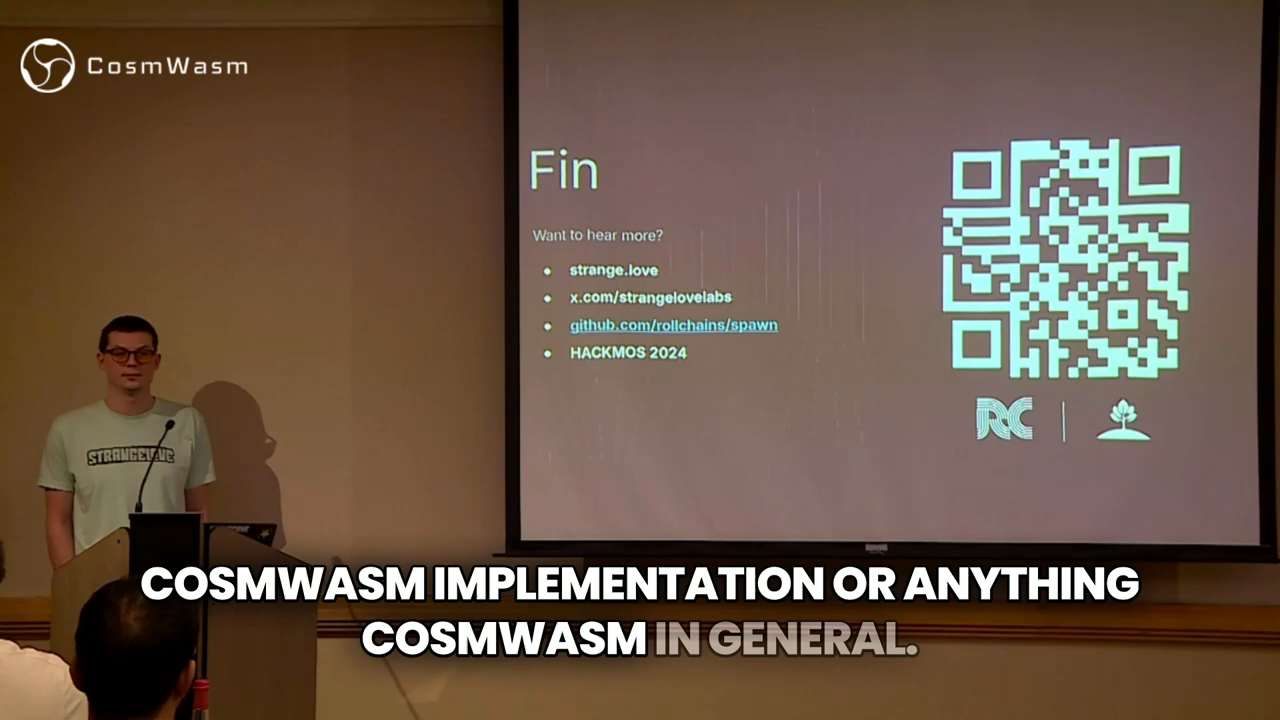 CosmWasm
Fin
Want to hear more?
strange.love
x.com/strangelovelabs
github.com/rollchains/spawn
HACKMOS 2024
RC
STRANGELOVE
COSMWASM IMPLEMENTATION OR ANYTHING
COSMWASM IN GENERAL.